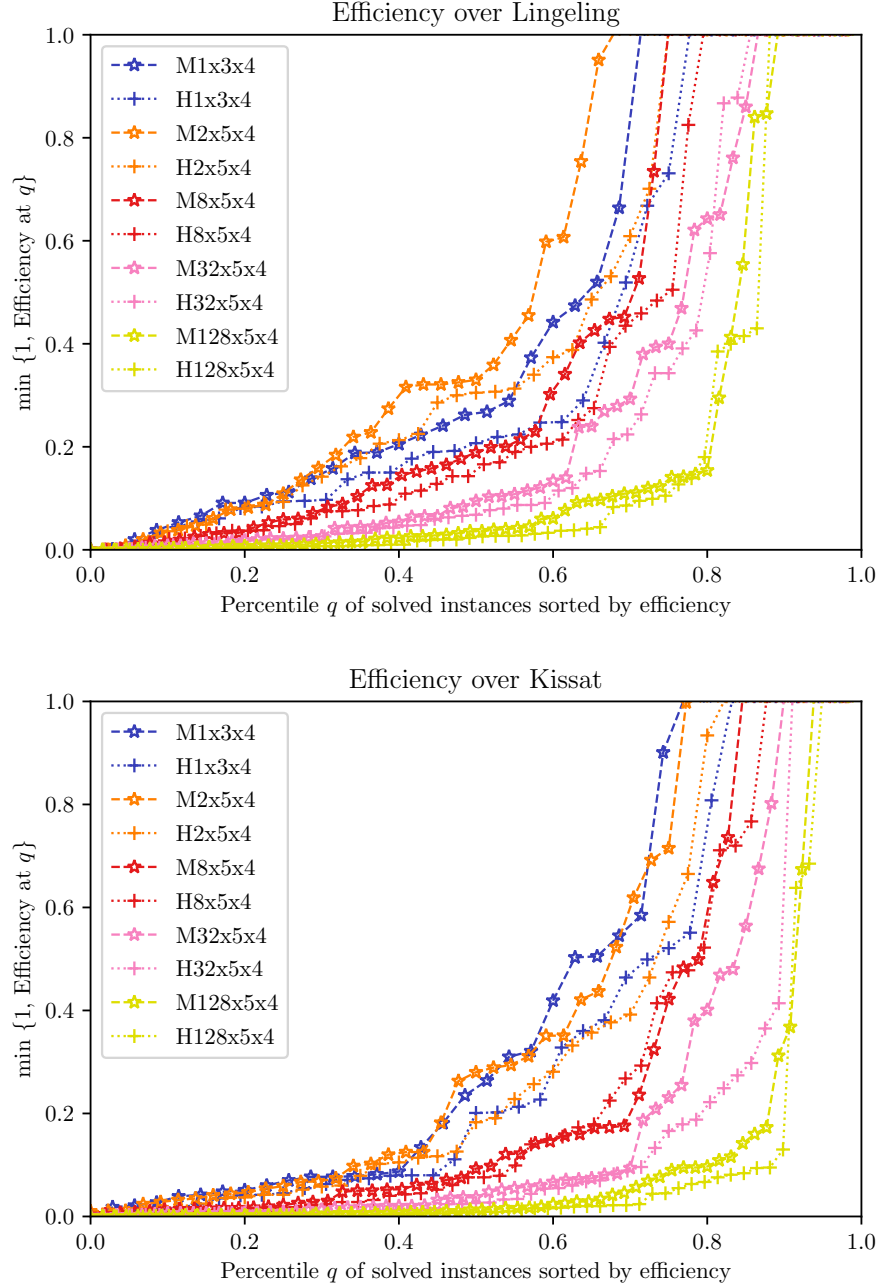 Efficiency over Lingeling
1.0
0.8
0.6
0.4
0.2
0.0
min {1, Efficiency at q}
M1x3x4
H1x3x4
M2x5x4
H2x5x4
M8x5x4
H8x5x4
M32x5x4
H32x5x4
M128x5x4
H128x5x4
0.0 0.2 0.4 0.6 0.8 1.0
Percentile q of solved instances sorted by efficiency
Efficiency over Kissat
1.0
0.8
0.6
0.4
0.2
0.0
min {1, Efficiency at q}
M1x3x4
H1x3x4
M2x5x4
H2x5x4
M8x5x4
H8x5x4
M32x5x4
H32x5x4
M128x5x4
H128x5x4
0.0 0.2 0.4 0.6 0.8 1.0
Percentile q of solved instances sorted by efficiency